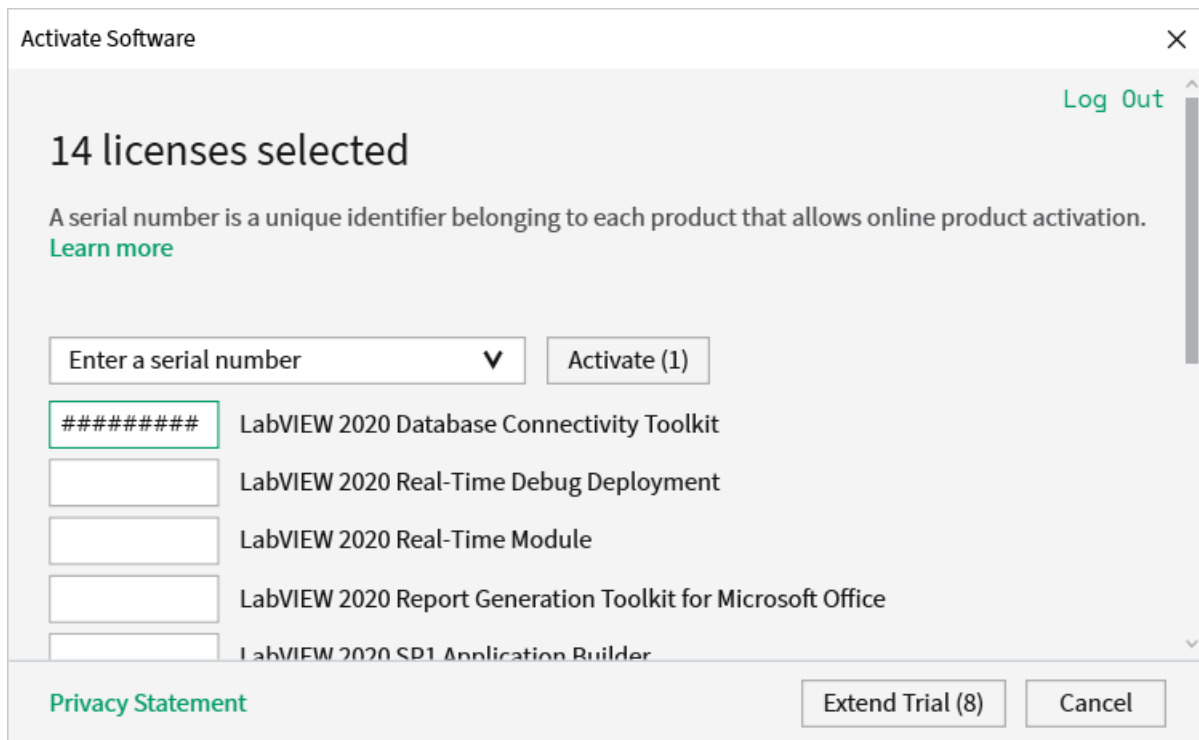 Activate Software
Log Out
14 licenses selected
A serial number is a unique identifier belonging to each product that allows online product activation.
Learn more
Enter a serial number
Activate (1)
######### LabVIEW 2020 Database Connectivity Toolkit
LabVIEW 2020 Real-Time Debug Deployment
LabVIEW 2020 Real-Time Module
LabVIEW 2020 Report Generation Toolkit for Microsoft Office
LabVIEW 2020 SP1 Application Builder
Privacy Statement
Extend Trial (8)
Cancel